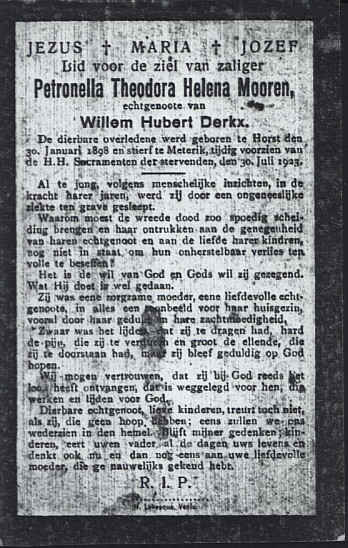 JEZUS † MARIA † JOZEF
Bid voor de ziel van zaliger
Petronella Theodora Helena Mooren,
echtgenoote van
Willem Hubert Derkx.
De dierbare overledene werd geboren te Horst den
30. Januari 1898 en stierf te Meterik, tijdig voorzien van
de H.H. Sacramenten der stervenden, den 30. Juli 1923.
Al te jong, volgens menschelijke inzichten, in de
kracht harer jaren, werd zij door een ongeneeslijke
ziekte ten grave gesleept.
Waarom moest de wreede dood zoo spoedig schei-
ding brengen en haar ontrukken aan de genegenheid
van haren echtgenoot en aan de liefde harer kindren,
nog niet in staat om hun onherstelbaar verlies ten
volle te beseffen!
Het is de wil van God en Gods wil zij gezegend.
Wat Hij doet is wel gedaan.
Zij was eene zorgzame moeder, eene liefdevolle echt-
genoote, in alles een voorbeeld voor haar huisgezin,
vooral door haar geduld en hare zachtmoedigheid,
Zwaar was het lijden, dat zij te dragen had, hard
de pijn, die zij te verduren en groot de ellende, die
zij te doorstaan had, maar zij bleef geduldig op God
hopen.
Wij mogen vertrouwen, dat zij bij God reeds het
loon heeft ontvangen, dat is weggelegd voor hen, die
werken en lijden voor God.
Dierbare echtgenoot, lieve kinderen, treurt toch niet,
als zij, die geen hoop hebben; eens zullen we ons
wederzien in den hemel. Blijft mijner gedenken; kin-
deren, eert uwen vader al de dagen uws levens en
denkt ook nu en dan nog eens aan uwe liefdevolle
moeder, die ge nauwelijks gekend hebt.
R. I. P.
H. Venlo.